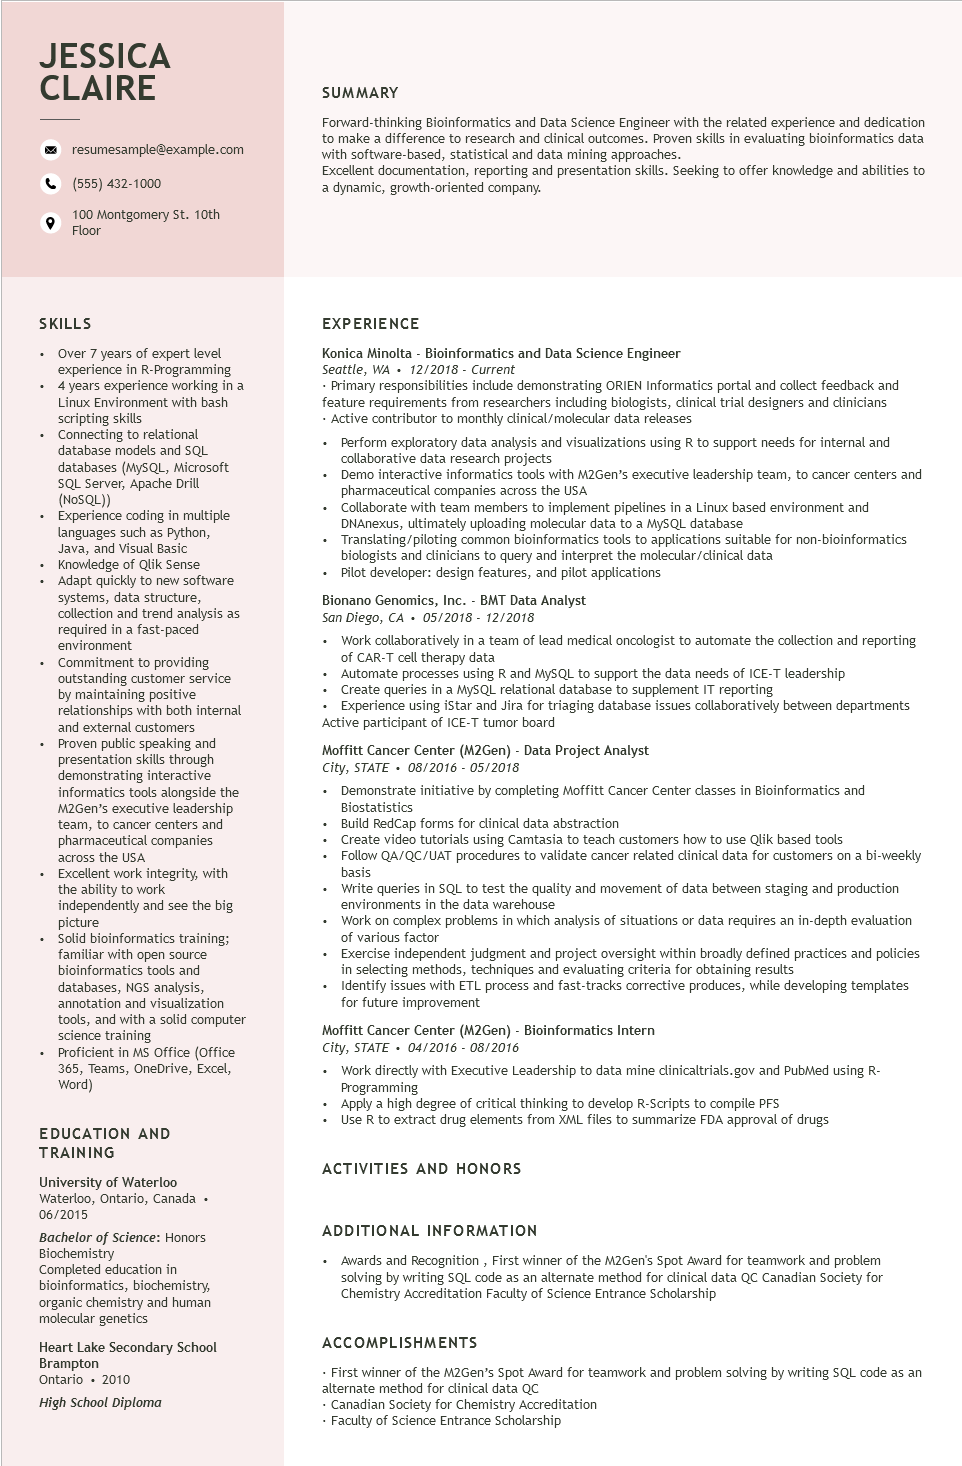 JESSICA
CLAIRE
resumesample@example.com
(555) 432-1000
100 Montgomery St. 10th
Floor
SUMMARY
Forward-thinking Bioinformatics and Data Science Engineer with the related experience and dedication
to make a difference to research and clinical outcomes. Proven skills in evaluating bioinformatics data
with software-based, statistical and data mining approaches.
Excellent documentation, reporting and presentation skills. Seeking to offer knowledge and abilities to
a dynamic, growth-oriented company.
SKILLS
• Over 7 years of expert level
experience in R-Programming
• 4 years experience working in a
Linux Environment with bash
scripting skills
• Connecting to relational
database models and SQL
databases (MySQL, Microsoft
SQL Server, Apache Drill
(NoSQL))
• Experience coding in multiple
languages such as Python,
Java, and Visual Basic
• Knowledge of Qlik Sense
• Adapt quickly to new software
systems, data structure,
collection and trend analysis as
required in a fast-paced
environment
• Commitment to providing
outstanding customer service
by maintaining positive
relationships with both internal
and external customers
• Proven public speaking and
presentation skills through
demonstrating interactive
informatics tools alongside the
M2Gen’s executive leadership
team, to cancer centers and
pharmaceutical companies
across the USA
• Excellent work integrity, with
the ability to work
independently and see the big
picture
• Solid bioinformatics training;
familiar with open source
bioinformatics tools and
databases, NGS analysis,
annotation and visualization
tools, and with a solid computer
science training
• Proficient in MS Office (Office
365, Teams, OneDrive, Excel,
Word)
EDUCATION AND
TRAINING
University of Waterloo
Waterloo, Ontario, Canada •
06/2015
Bachelor of Science: Honors
Biochemistry
Completed education in
bioinformatics, biochemistry,
organic chemistry and human
molecular genetics
Heart Lake Secondary School
Brampton
Ontario • 2010
High School Diploma
EXPERIENCE
Konica Minolta - Bioinformatics and Data Science Engineer
Seattle, WA • 12/2018 - Current
· Primary responsibilities include demonstrating ORIEN Informatics portal and collect feedback and
feature requirements from researchers including biologists, clinical trial designers and clinicians
· Active contributor to monthly clinical/molecular data releases
• Perform exploratory data analysis and visualizations using R to support needs for internal and
collaborative data research projects
• Demo interactive informatics tools with M2Gen’s executive leadership team, to cancer centers and
pharmaceutical companies across the USA
• Collaborate with team members to implement pipelines in a Linux based environment and
DNAnexus, ultimately uploading molecular data to a MySQL database
• Translating/piloting common bioinformatics tools to applications suitable for non-bioinformatics
biologists and clinicians to query and interpret the molecular/clinical data
• Pilot developer: design features, and pilot applications
Bionano Genomics, Inc. - BMT Data Analyst
San Diego, CA • 05/2018 - 12/2018
• Work collaboratively in a team of lead medical oncologist to automate the collection and reporting
of CAR-T cell therapy data
• Automate processes using R and MySQL to support the data needs of ICE-T leadership
• Create queries in a MySQL relational database to supplement IT reporting
• Experience using iStar and Jira for triaging database issues collaboratively between departments
Active participant of ICE-T tumor board
Moffitt Cancer Center (M2Gen) - Data Project Analyst
City, STATE • 08/2016 - 05/2018
• Demonstrate initiative by completing Moffitt Cancer Center classes in Bioinformatics and
Biostatistics
• Build RedCap forms for clinical data abstraction
• Create video tutorials using Camtasia to teach customers how to use Qlik based tools
• Follow QA/QC/UAT procedures to validate cancer related clinical data for customers on a bi-weekly
basis
• Write queries in SQL to test the quality and movement of data between staging and production
environments in the data warehouse
• Work on complex problems in which analysis of situations or data requires an in-depth evaluation
of various factor
• Exercise independent judgment and project oversight within broadly defined practices and policies
in selecting methods, techniques and evaluating criteria for obtaining results
• Identify issues with ETL process and fast-tracks corrective produces, while developing templates
for future improvement
Moffitt Cancer Center (M2Gen) - Bioinformatics Intern
City, STATE • 04/2016 - 08/2016
• Work directly with Executive Leadership to data mine clinicaltrials.gov and PubMed using R-
Programming
• Apply a high degree of critical thinking to develop R-Scripts to compile PFS
• Use R to extract drug elements from XML files to summarize FDA approval of drugs
ACTIVITIES AND HONORS
ADDITIONAL INFORMATION
• Awards and Recognition , First winner of the M2Gen's Spot Award for teamwork and problem
solving by writing SQL code as an alternate method for clinical data QC Canadian Society for
Chemistry Accreditation Faculty of Science Entrance Scholarship
ACCOMPLISHMENTS
· First winner of the M2Gen’s Spot Award for teamwork and problem solving by writing SQL code as an
alternate method for clinical data QC
· Canadian Society for Chemistry Accreditation
· Faculty of Science Entrance Scholarship